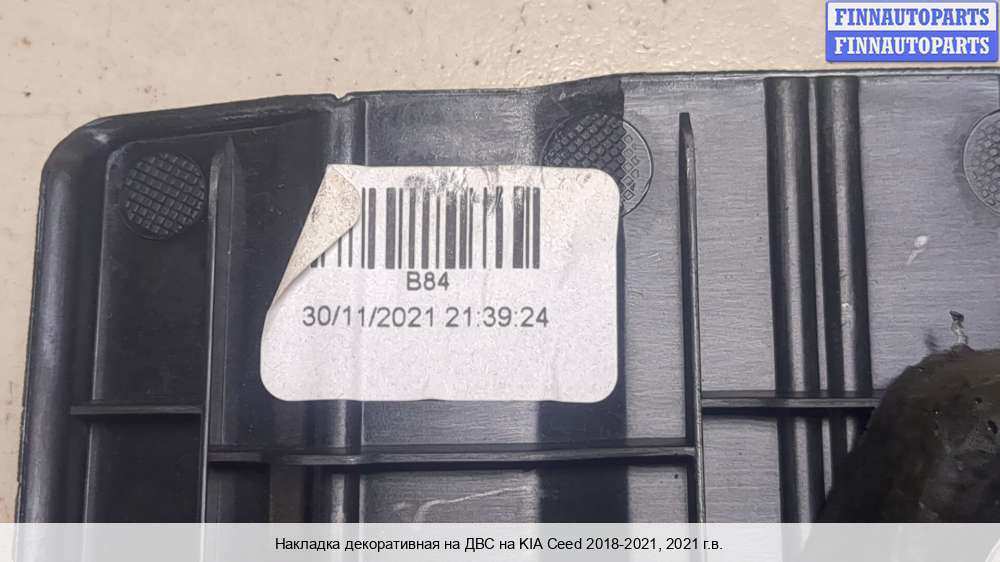 FINNAUTOPARTS
FINNAUTOPARTS
B84
30/11/2021 21:39:24
Накладка декоративная на ДВС на KIA Ceed 2018-2021, 2021 г.в.